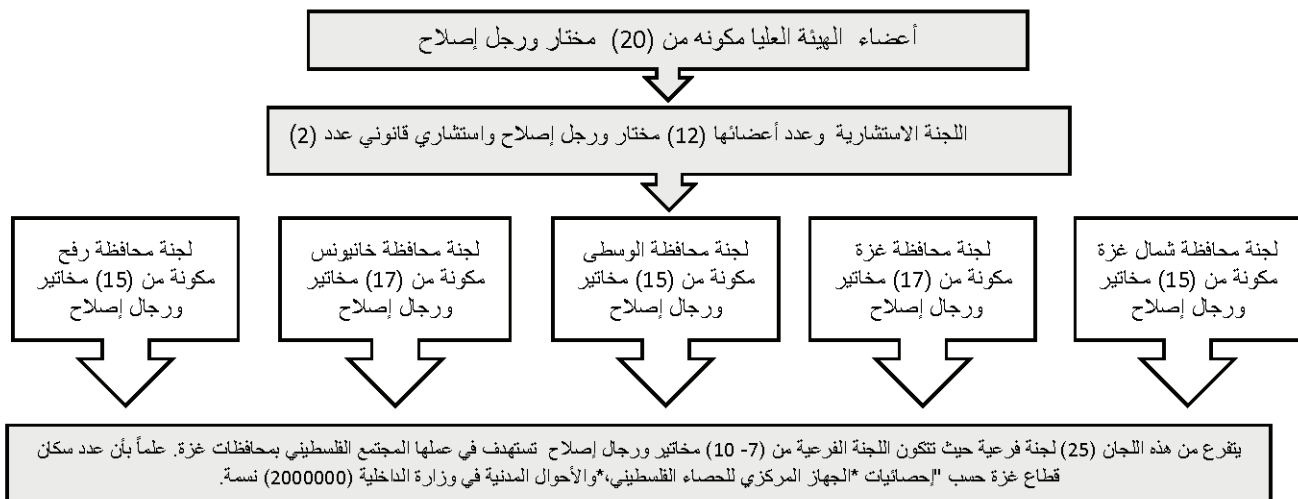 أعضاء الهيئة العليا مكونه من (20) مختار ورجل إصلاح
اللجنة الاستشارية وعدد أعضائها (12) مختار ورجل إصلاح واستشاري قانوني عدد (2)
لجنة محافظة شمال غزة
مكونة من (15) مخاتير
ورجال إصلاح
لجنة محافظة غزة
مكونة من (17) مخاتير
ورجال إصلاح
لجنة محافظة الوسطى
مكونة من (15) مخاتير
ورجال إصلاح
لجنة محافظة خانيونس
مكونة من (17) مخاتير
ورجال إصلاح
لجنة محافظة رفح
مكونة من (15) مخاتير
ورجال إصلاح
يتفرع من هذه اللجان (25) لجنة فرعية حيث تتكون اللجنة الفرعية من (7- 10) مخاتير ورجال إصلاح تستهدف في عملها المجتمع الفلسطيني بمحافظات غزة. علماً بأن عدد سكان
قطاع غزة حسب "إحصائيات *الجهاز المركزي للحصاء الفلسطيني،*والأحوال المدنية في وزارة الداخلية (2000000) نسمة.